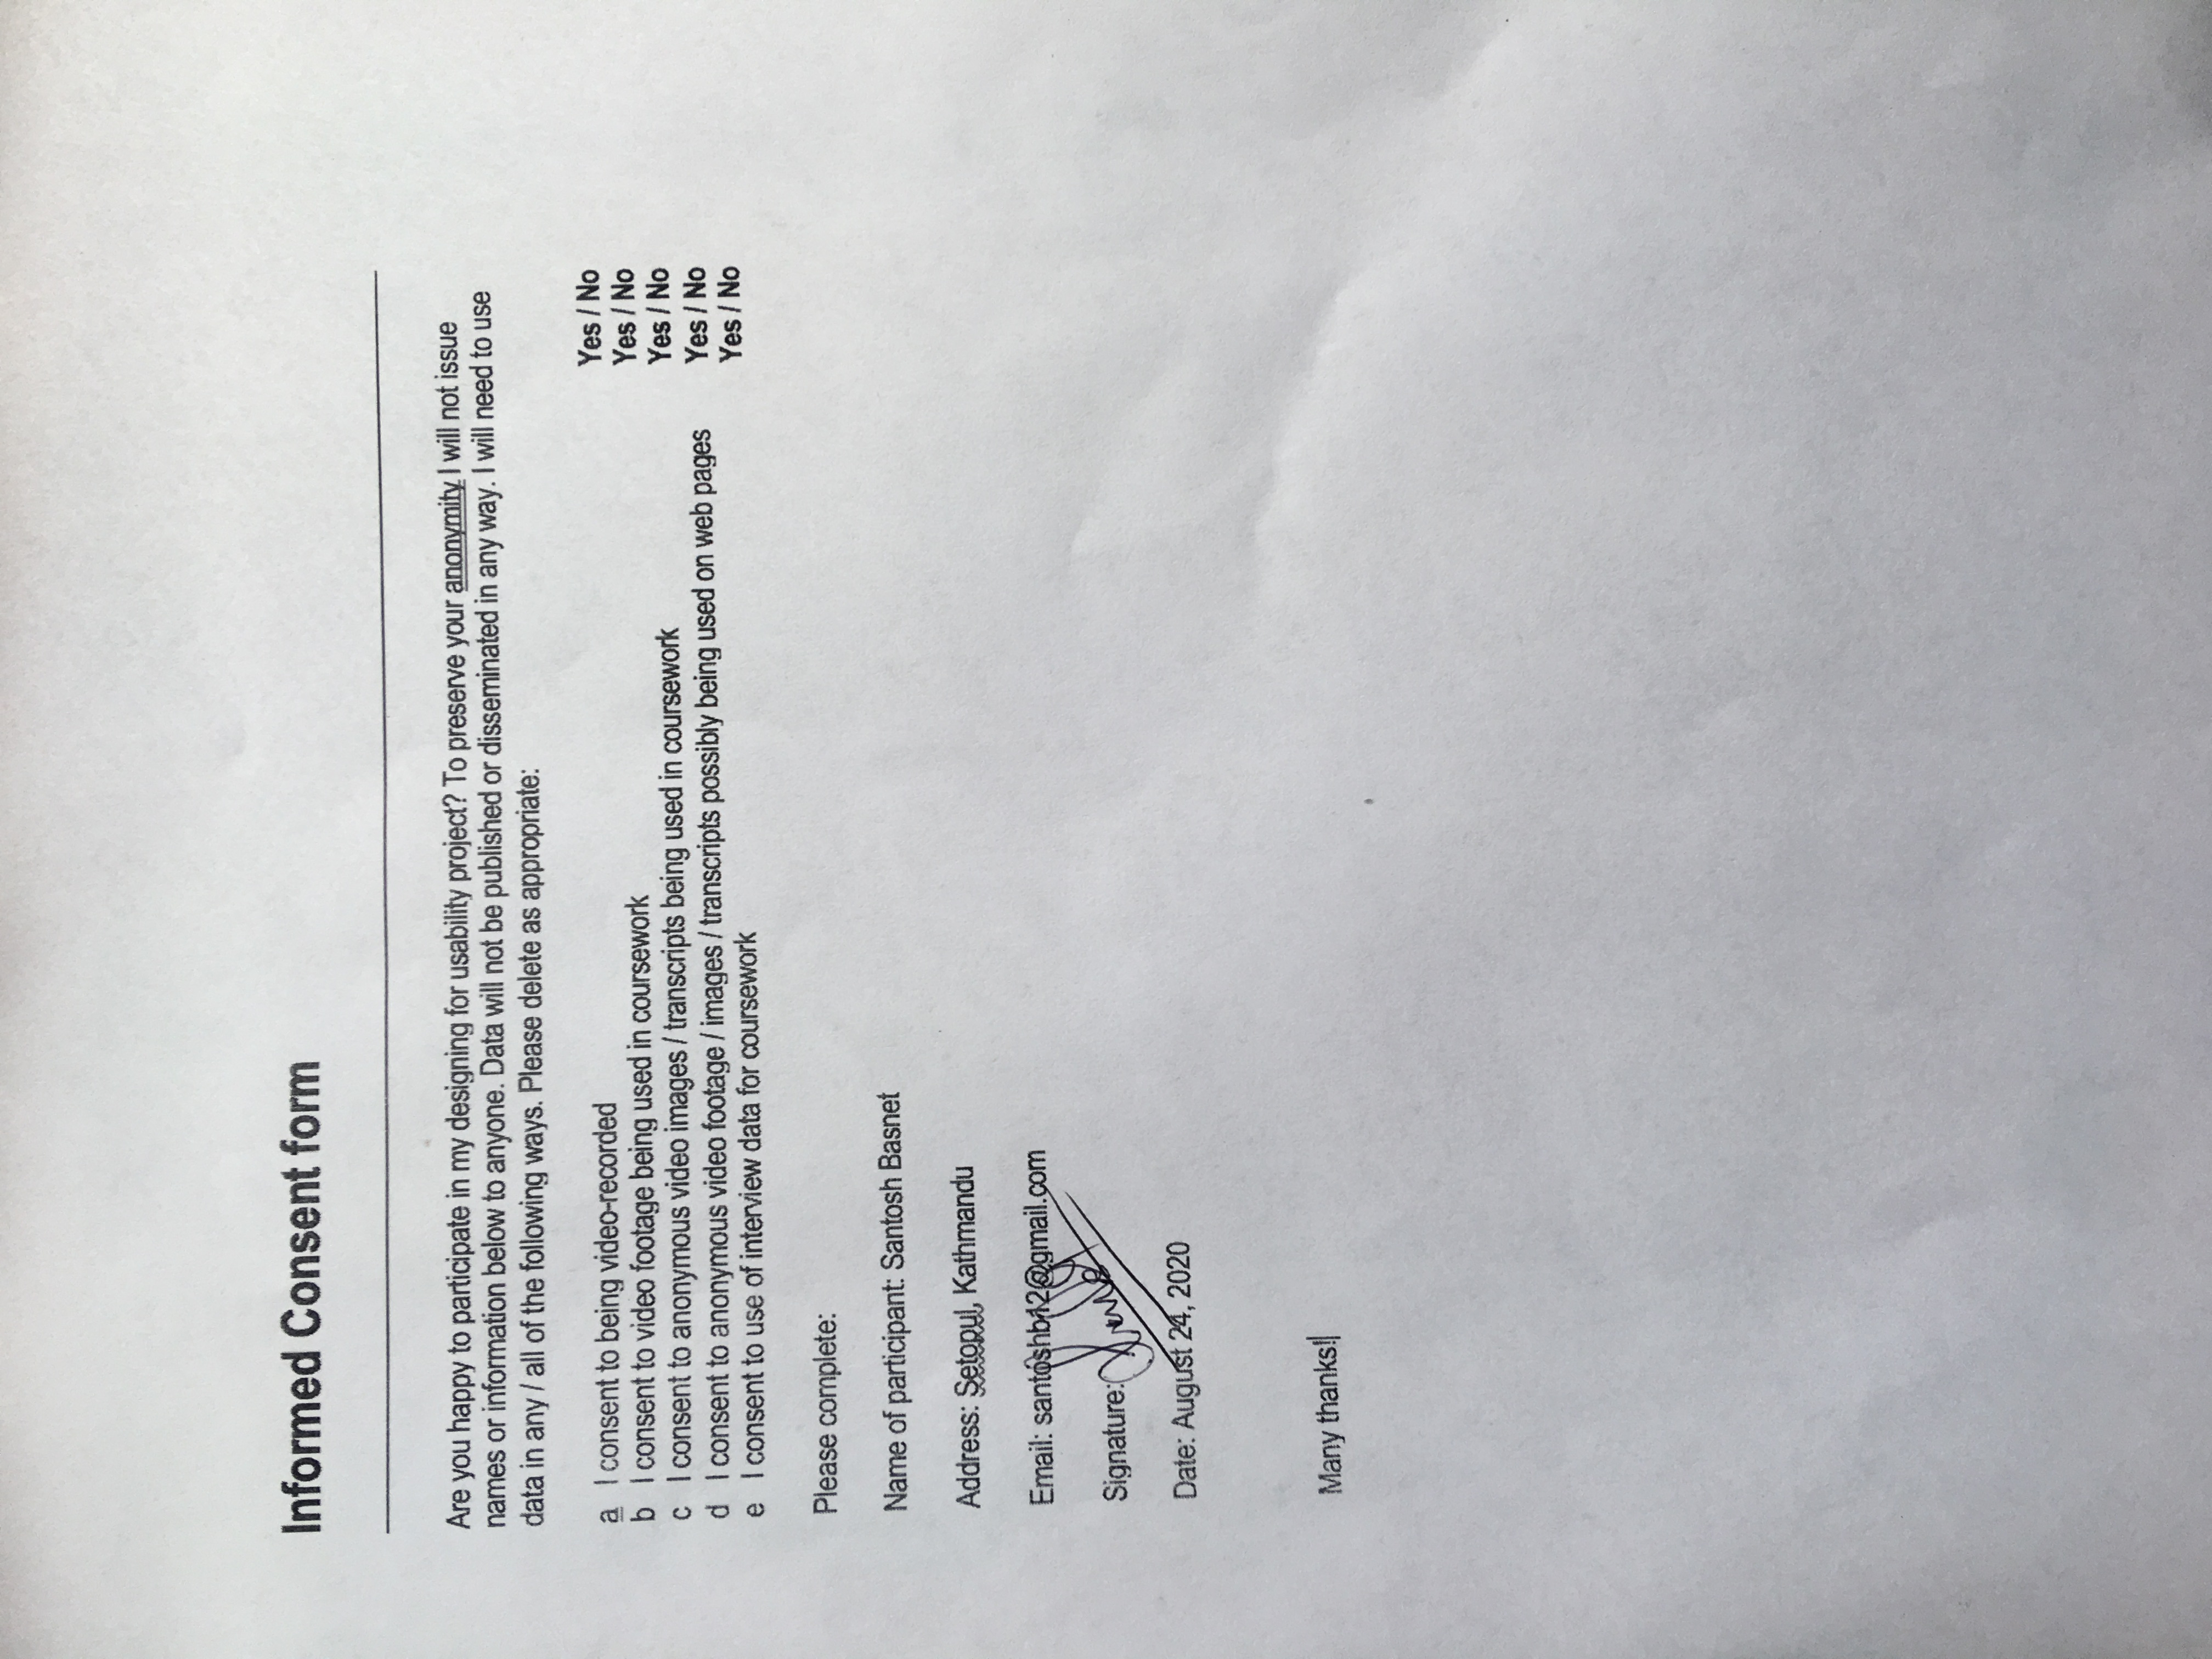 Informed Consent form
Are you happy to participate in my designing for usability project? To preserve your anonymity I will not issue
names or information below to anyone. Data will not be published or disseminated in any way. I will need to use
data in any / all of the following ways. Please delete as appropriate:
a I consent to being video-recorded Yes / No
b I consent to video footage being used in coursework Yes / No
c I consent to anonymous video images / transcripts being used in coursework Yes / No
d I consent to anonymous video footage / images / transcripts possibly being used on web pages Yes / No
e I consent to use of interview data for coursework Yes / No
Please complete:
Name of participant: Santosh Basnet
Address: Setopul, Kathmandu
Email: santoshb12@gmail.com
Signature:
Date: August 24, 2020
Many thanks!